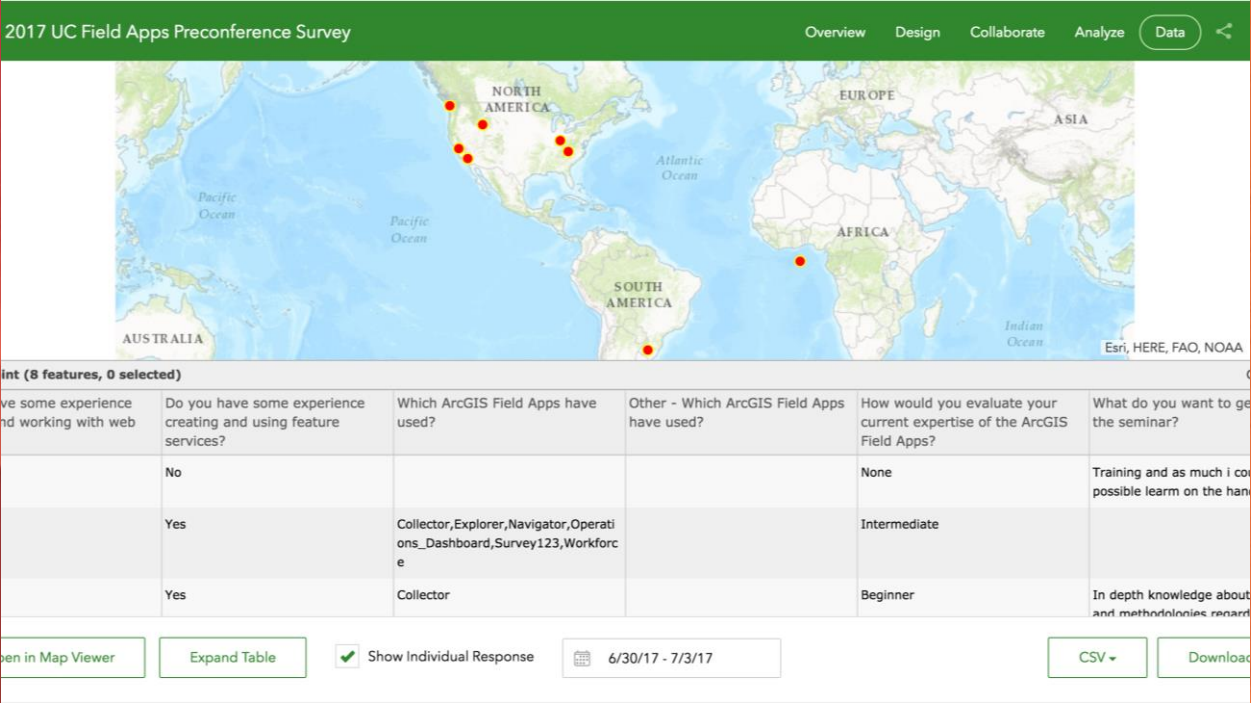 2017 UC Field Apps Preconference Survey
Overview
Design
Collaborate
Analyze
Data
NORTH
AMERICA
EUROPE
ASIA
Atlantic
Ocean
Pacific
Ocean
Pacific
Ocean
AFRICA
SOUTH
AMERICA
AUSTRALIA
Indian
Ocean
Esri, HERE, FAO, NOAA
int (8 features, 0 selected)
ve some experience
nd working with web
Do you have some experience
creating and using feature
services?
Which ArcGIS Field Apps have
used?
Other - Which ArcGIS Field Apps
have used?
How would you evaluate your
current expertise of the ArcGIS
Field Apps?
What do you want to ge
the seminar?
No
None
Training and as much i cou
possible learm on the han
Yes
Collector,Explorer,Navigator,Operati
ons_Dashboard,Survey123,Workforc
e
Intermediate
Yes
Collector
Beginner
In depth knowledge about
and methodologies regard
pen in Map Viewer
Expand Table
Show Individual Response
6/30/17 - 7/3/17
CSV
Download